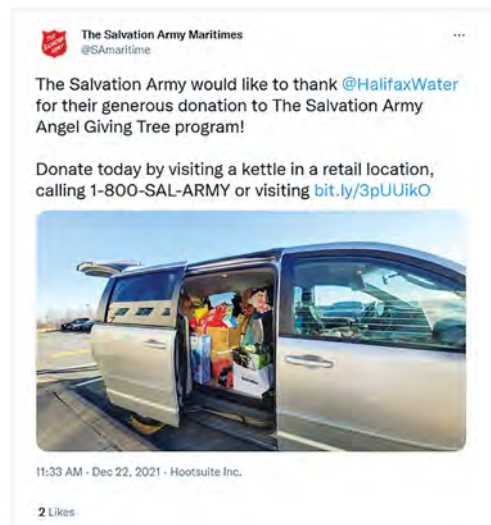 The Salvation Army Maritimes
@SAmaritime
The Salvation Army would like to thank @HalifaxWater
for their generous donation to The Salvation Army
Angel Giving Tree program!
Donate today by visiting a kettle in a retail location,
calling 1-800-SAL-ARMY or visiting bit.ly/3pUUikO
11:33 AM · Dec 22, 2021 · Hootsuite Inc.
2 Likes